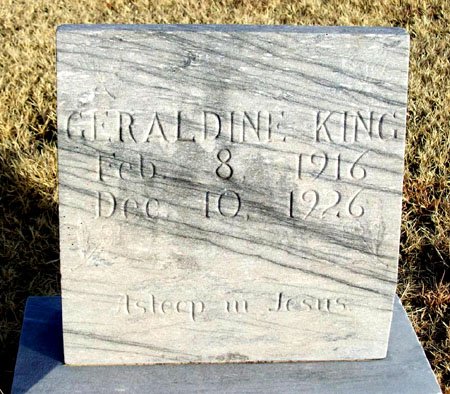 GERALDINE KING
Feb. 8, 1916
Dec. 10, 1926
Asleep in Jesus